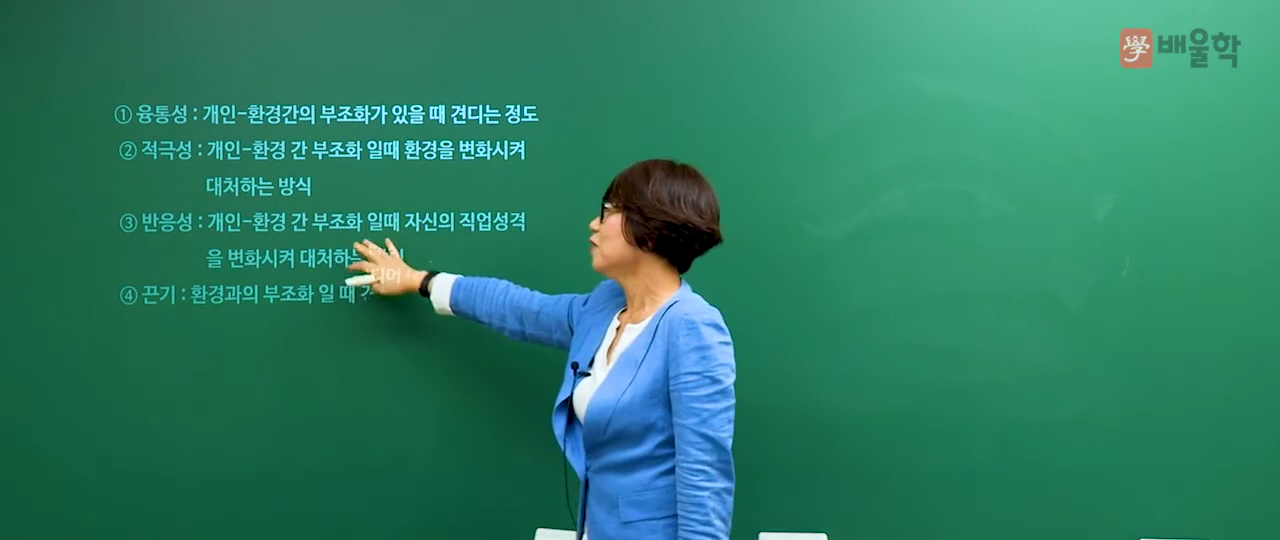 學 배울학
① 융통성 : 개인-환경간의 부조화가 있을 때 견디는 정도
② 적극성 : 개인-환경 간 부조화 일때 환경을 변화시켜
대처하는 방식
③ 반응성 : 개인-환경 간 부조화 일때 자신의 직업성격
을 변화시켜 대처하는
④ 끈기 : 환경과의 부조화 일 때